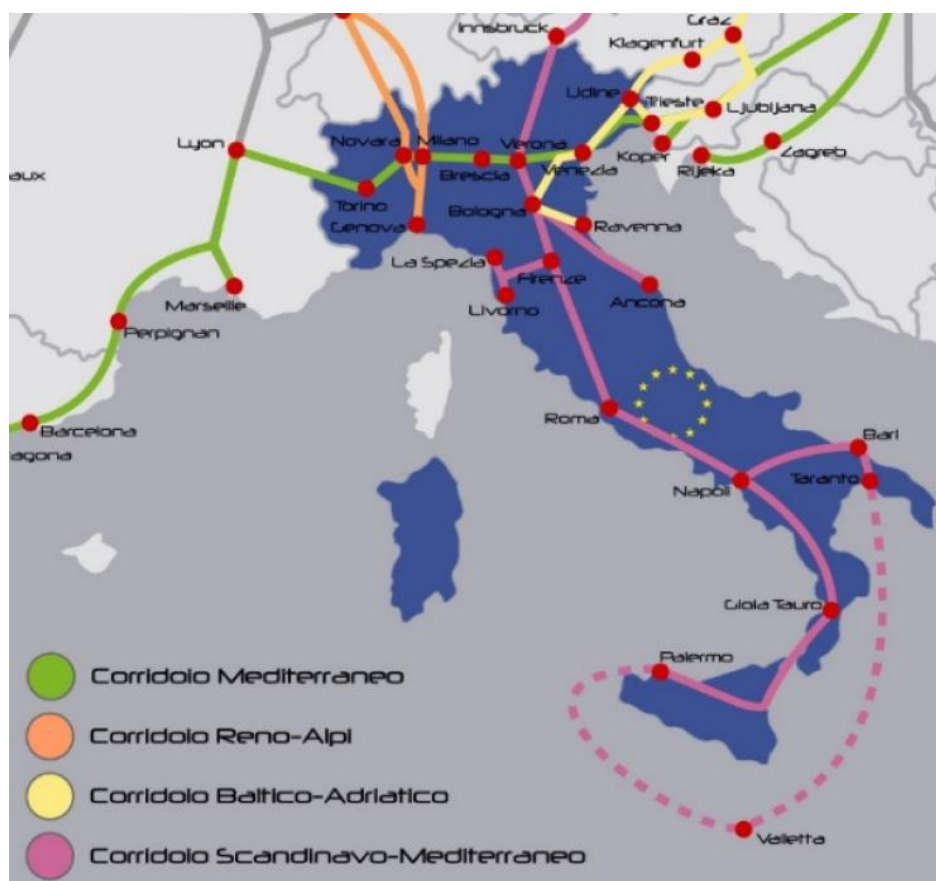 Innsbruck
Graz
Klagenfurt
Udine
Trieste
Ljubljana
Lyon
Novara
Milano
Verona
Koper
Zagreb
aux
Brescia
Venezia
Rijeka
Torino
Bologna
Genova
Ravenna
La Spezia
Firenze
Marseille
Livorno
Ancona
Perpignan
Roma
Barcelona
agona
Bari
Napoli
Taranto
Gioia Tauro
Palermo
Corridoio Mediterraneo
Corridoio Reno-Alpi
Corridoio Baltico-Adriatico
Valletta
Corridoio Scandinavo-Mediterraneo